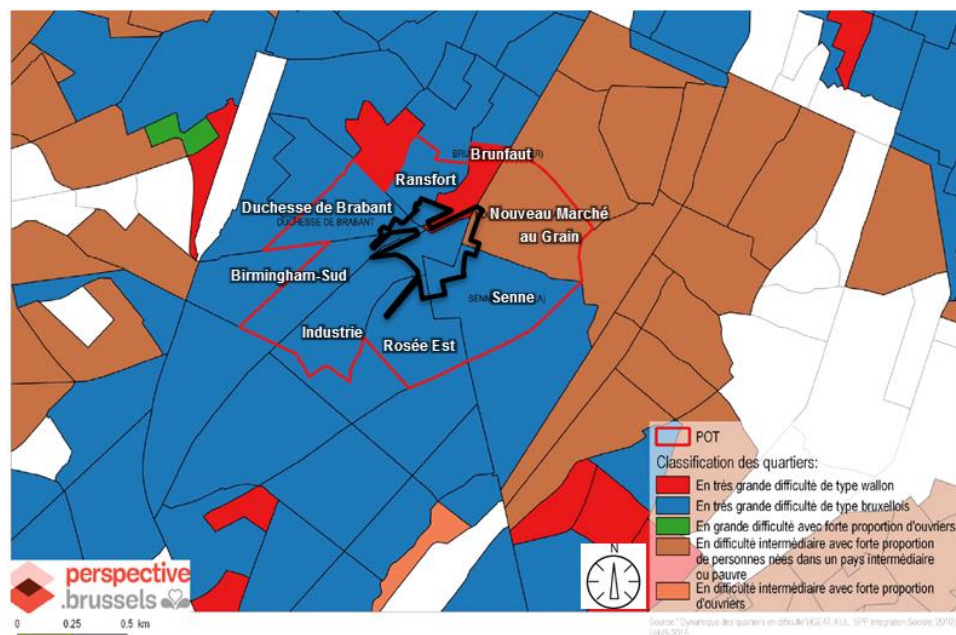 Brunfaut
Ransfort
Duchesse de Brabant
DUCHESSE DE BRABANT
Nouveau Marché
au Grain
Birmingham-Sud
Senne
Industrie
Rosée Est
POT
Classification des quartiers:
En très grande difficulté de type wallon
En très grande difficulté de type bruxellois
En grande difficulté avec forte proportion d'ouvriers
En difficulté intermédiaire avec forte proportion
de personnes nées dans un pays intermédiaire
ou pauvre
En difficulté intermédiaire avec forte proportion
d'ouvriers
N
perspective
.brussels
0 0.25 0.5 km